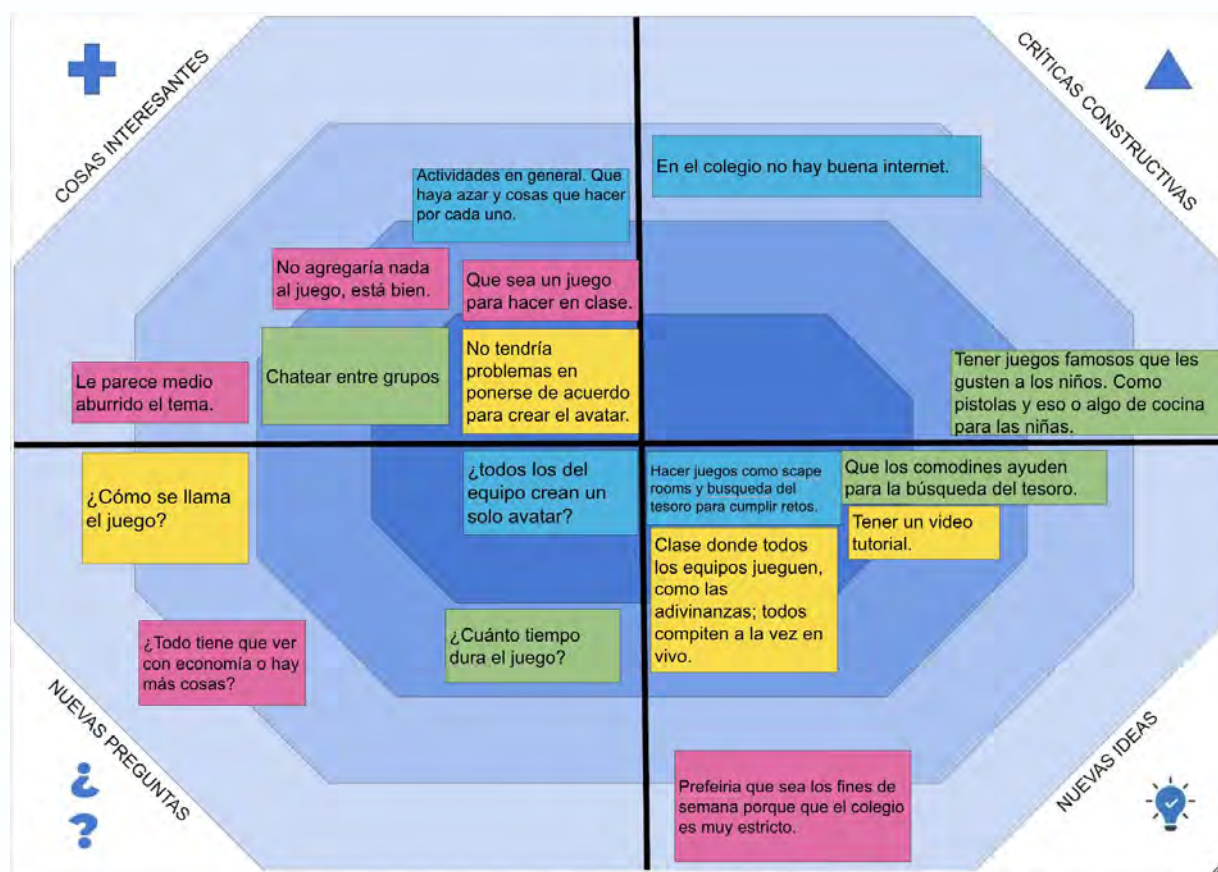 COSAS INTERESANTES
Actividades en general. Que
haya azar y cosas que hacer
por cada uno.
No agregaría nada
al juego, está bien.
Que sea un juego
para hacer en clase.
Le parece medio
aburrido el tema.
Chatear entre grupos
No tendría
problemas en
ponerse de acuerdo
para crear el avatar.
CRÍTICAS CONSTRUCTIVAS
En el colegio no hay buena internet.
Tener juegos famosos que les
gusten a los niños. Como
pistolas y eso o algo de cocina
para las niñas.
¿Cómo se llama
el juego?
¿todos los del
equipo crean un
solo avatar?
¿Todo tiene que ver
con economía o hay
más cosas?
¿Cuánto tiempo
dura el juego?
NUEVAS PREGUNTAS
¿
?
Hacer juegos como scape
rooms y busqueda del
tesoro para cumplir retos.
Que los comodines ayuden
para la búsqueda del tesoro.
Clase donde todos
los equipos jueguen,
como las
adivinanzas; todos
compiten a la vez en
vivo.
Tener un video
tutorial.
Prefeiria que sea los fines de
semana porque que el colegio
es muy estricto.
NUEVAS IDEAS